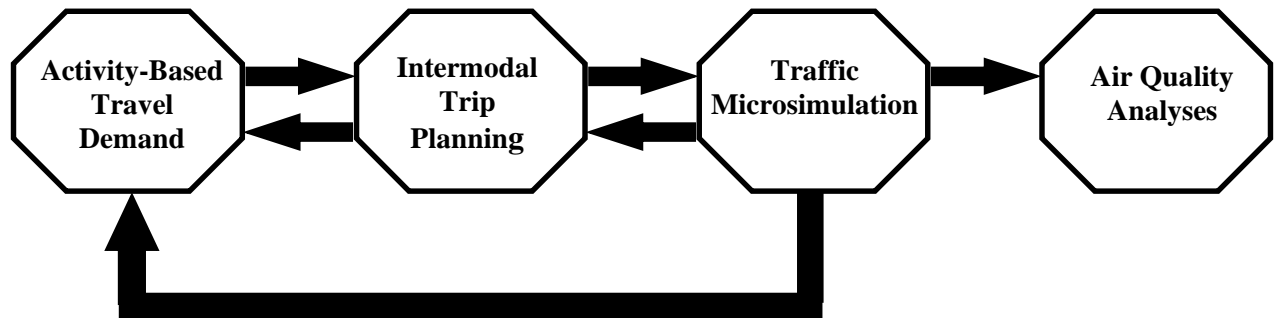 Activity-Based
Travel
Demand
Intermodal
Trip
Planning
Traffic
Microsimulation
Air Quality
Analyses